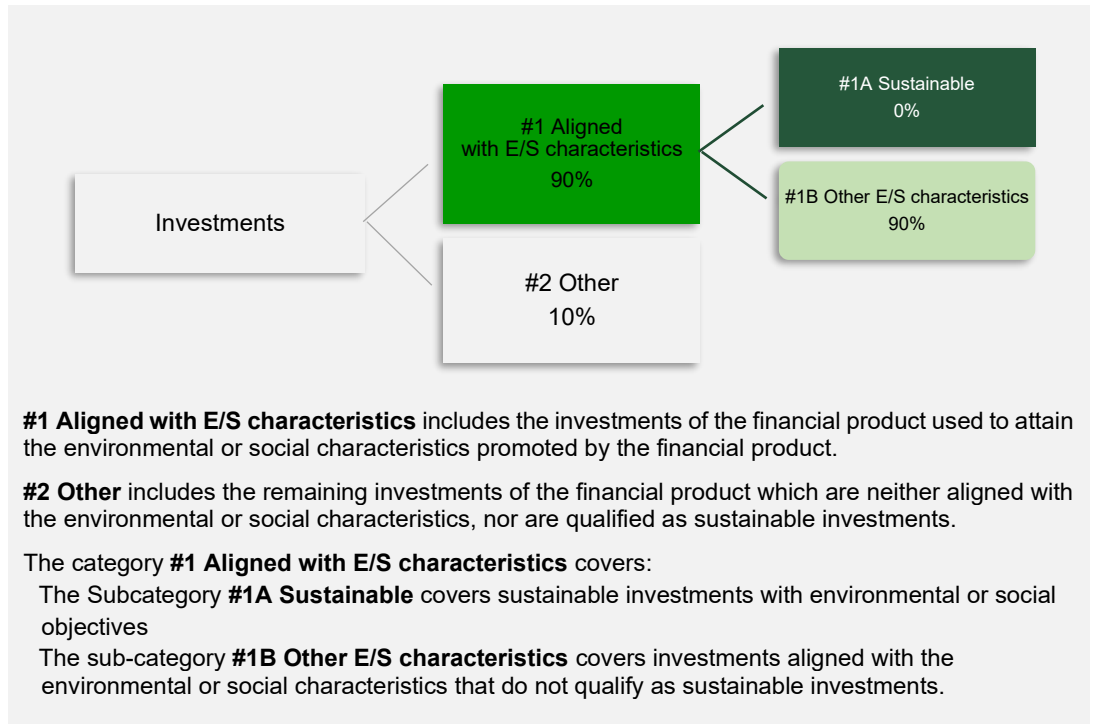 #1A Sustainable
0%
#1 Aligned
with E/S characteristics
90%
#1B Other E/S characteristics
90%
Investments
#2 Other
10%
#1 Aligned with E/S characteristics includes the investments of the financial product used to attain
the environmental or social characteristics promoted by the financial product.
#2 Other includes the remaining investments of the financial product which are neither aligned with
the environmental or social characteristics, nor are qualified as sustainable investments.
The category #1 Aligned with E/S characteristics covers:
The Subcategory #1A Sustainable covers sustainable investments with environmental or social
objectives
The sub-category #1B Other E/S characteristics covers investments aligned with the
environmental or social characteristics that do not qualify as sustainable investments.